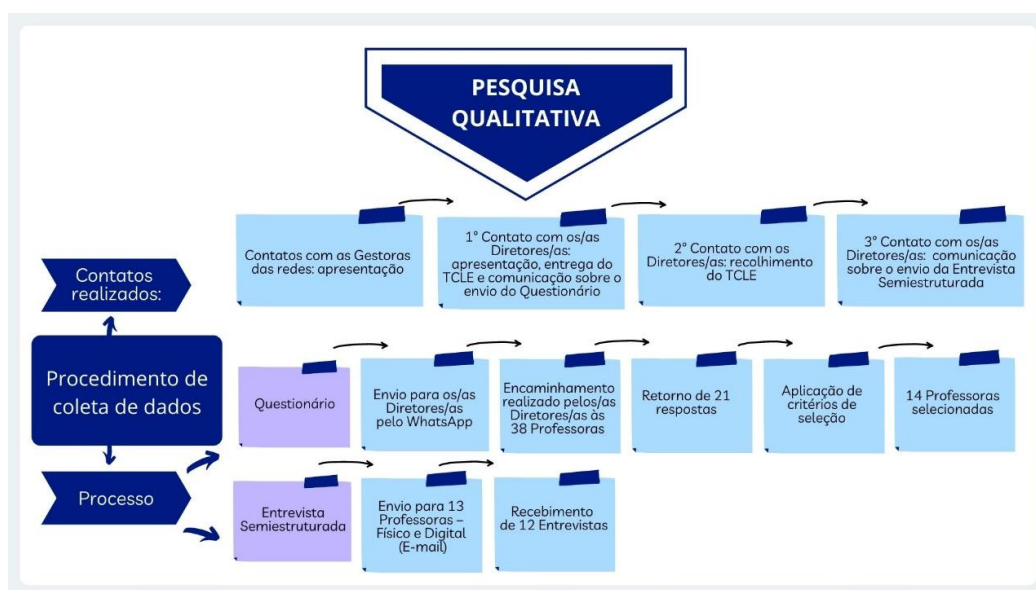 PESQUISA
QUALITATIVA
Contatos
realizados:
Contatos com as Gestoras
das redes: apresentação
1º Contato com os/as
Diretores/as:
apresentação, entrega do
TCLE e comunicação sobre o
envio do Questionário
2º Contato com os
Diretores/as: recolhimento
do TCLE
3º Contato com os/as
Diretores/as: comunicação
sobre o envio da Entrevista
Semiestruturada
Procedimento de
coleta de dados
Questionário
Envio para os/as
Diretores/as
pelo WhatsApp
Encaminhamento
realizado pelos/as
Diretores/as às
38 Professoras
Retorno de 21
respostas
Aplicação de
critérios de
seleção
14 Professoras
selecionadas
Processo
Entrevista
Semiestruturada
Envio para 13
Professoras –
Físico e Digital
(E-mail)
Recebimento
de 12 Entrevistas